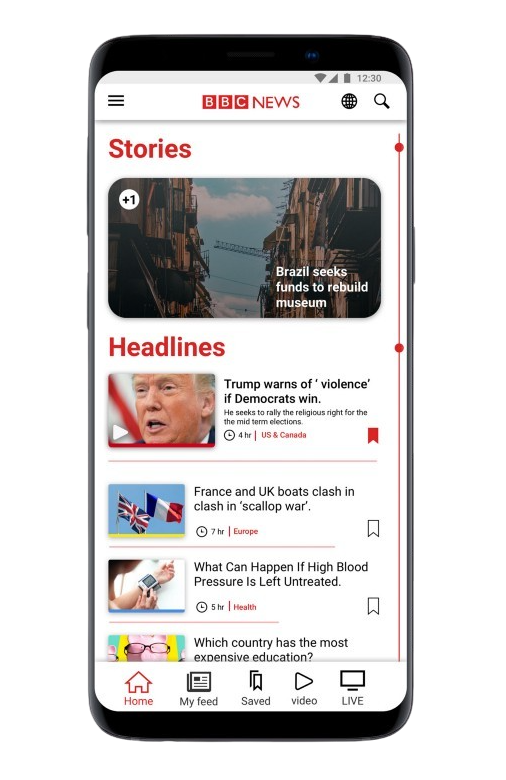 12:30
BBC NEWS
Stories
+1
Brazil seeks
funds to rebuild
museum
Headlines
Trump warns of ‘ violence’
if Democrats win.
He seeks to rally the religious right for the
the mid term elections.
4 hr | US & Canada
France and UK boats clash in
clash in ‘scallop war’.
7 hr | Europe
What Can Happen If High Blood
Pressure Is Left Untreated.
5 hr | Health
Which country has the most
expensive education?
Home
My feed
Saved
video
LIVE